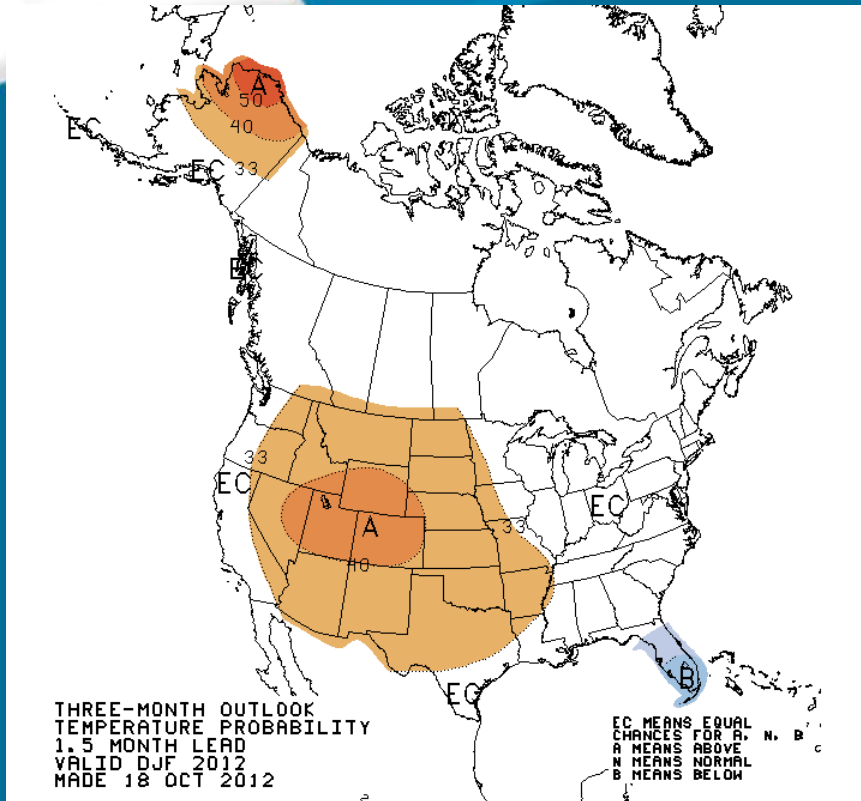 A
50
40
EC
EC
33
EC
33
EC
EC
A
33
40
B
EC
THREE-MONTH OUTLOOK
TEMPERATURE PROBABILITY
1.5 MONTH LEAD
VALID DJF 2012
MADE 18 OCT 2012
EC MEANS EQUAL
CHANCES FOR A, N, B
A MEANS ABOVE
N MEANS NORMAL
B MEANS BELOW